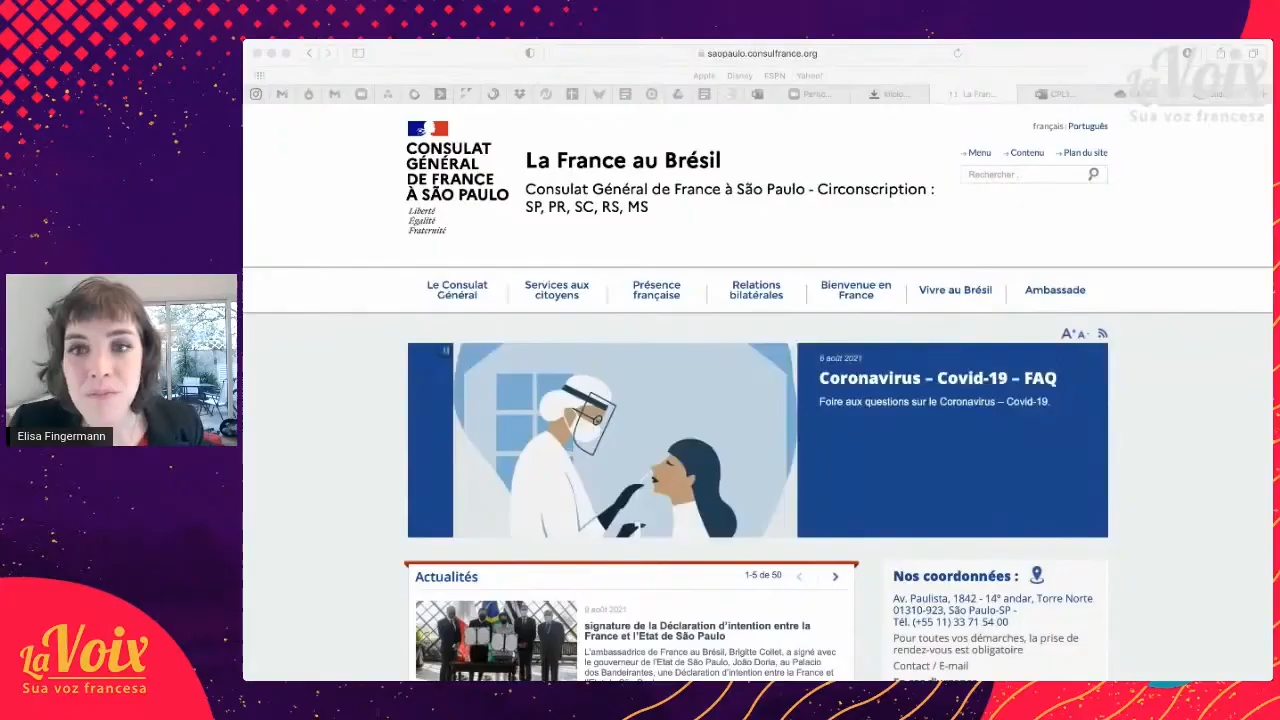 saopaulo.consulfrance.org
Apple Disney ESPN Yahoo!
La Fran...
La Voix
Sua voz francesa
français Português
Menu Contenu Plan du site
Rechercher
CONSULAT
GÉNÉRAL
DE FRANCE
À SÃO PAULO
Liberté
Égalité
Fraternité
La France au Brésil
Consulat Général de France à São Paulo - Circonscription :
SP, PR, SC, RS, MS
Le Consulat
Général
Services aux
citoyens
Présence
française
Relations
bilatérales
Bienvenue en
France
Vivre au Brésil
Ambassade
A+ A-
Coronavirus – Covid-19 – FAQ
Foire aux questions sur le Coronavirus – Covid-19.
Elisa Fingermann
Actualités
1-5 de 50
signature de la Déclaration d'intention entre la
France et l'Etat de São Paulo
L'ambassadrice de France au Brésil, Brigitte Collet, a signé avec
le gouverneur de l'Etat de São Paulo, João Doria, au Palacio
dos Bandeirantes, une Déclaration d'intention entre la France et
Nos coordonnées :
Av. Paulista, 1842 - 14° andar, Torre Norte
01310-923, São Paulo-SP -
Tél. (+55 11) 33 71 54 00
Pour toutes vos démarches, la prise de
rendez-vous est obligatoire
Contact / E-mail
La Voix
Sua voz francesa